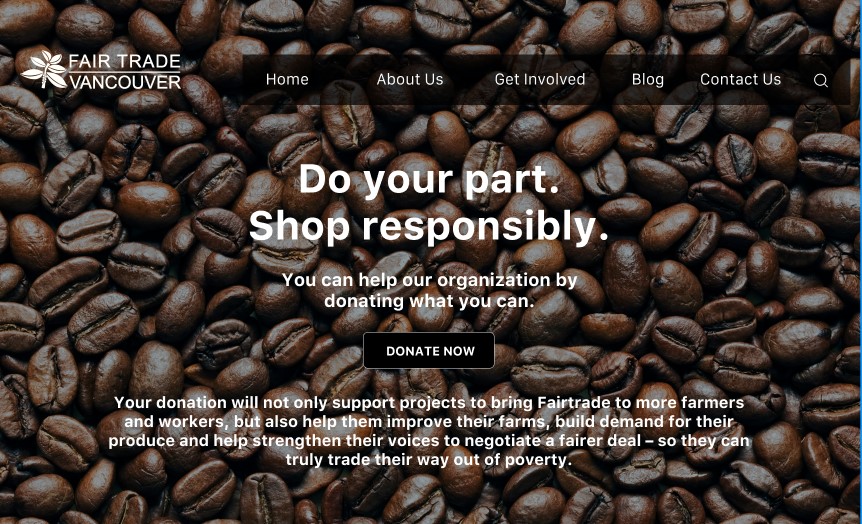 FAIR TRADE
VANCOUVER
Home About Us Get Involved Blog Contact Us
Do your part.
Shop responsibly.
You can help our organization by
donating what you can.
DONATE NOW
Your donation will not only support projects to bring Fairtrade to more farmers
and workers, but also help them improve their farms, build demand for their
produce and help strengthen their voices to negotiate a fairer deal – so they can
truly trade their way out of poverty.